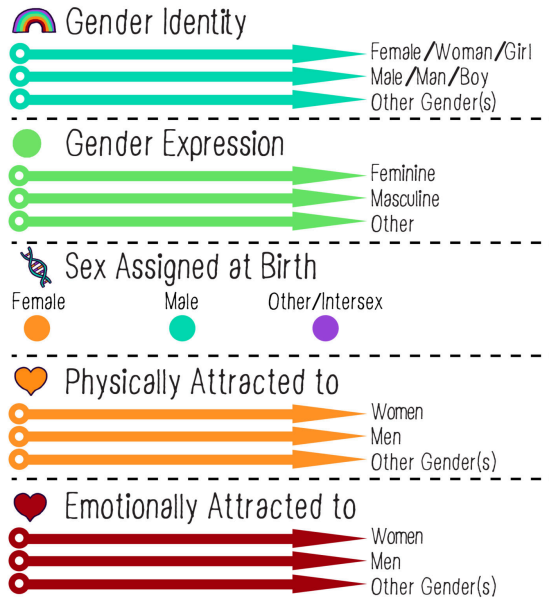 Gender Identity
Female/Woman/Girl
Male/Man/Boy
Other Gender(s)
Gender Expression
Feminine
Masculine
Other
Sex Assigned at Birth
Female Male Other/Intersex
Physically Attracted to
Women
Men
Other Gender(s)
Emotionally Attracted to
Women
Men
Other Gender(s)